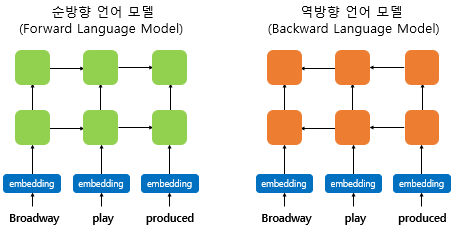 순방향 언어 모델
(Forward Language Model)
embedding embedding embedding
Broadway play produced
역방향 언어 모델
(Backward Language Model)
embedding embedding embedding
Broadway play produced